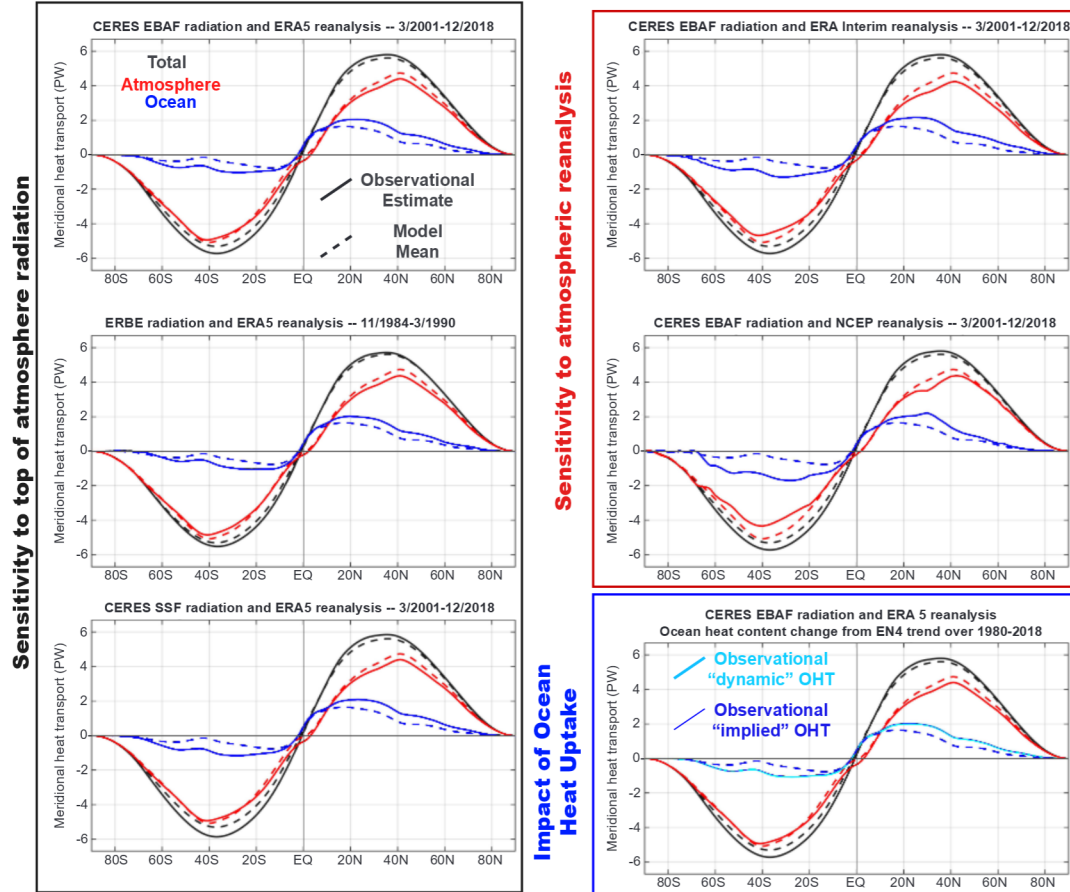 Sensitivity to top of atmosphere radiation
CERES EBAF radiation and ERA5 reanalysis -- 3/2001-12/2018
Meridional heat transport (PW)
6
4
2
0
-2
-4
-6
Total
Atmosphere
Ocean
Observational
Estimate
Model
Mean
80S 60S 40S 20S EQ 20N 40N 60N 80N
ERBE radiation and ERA5 reanalysis -- 11/1984-3/1990
Meridional heat transport (PW)
6
4
2
0
-2
-4
-6
80S 60S 40S 20S EQ 20N 40N 60N 80N
CERES SSF radiation and ERA5 reanalysis -- 3/2001-12/2018
Meridional heat transport (PW)
6
4
2
0
-2
-4
-6
80S 60S 40S 20S EQ 20N 40N 60N 80N
Sensitivity to atmospheric reanalysis
CERES EBAF radiation and ERA Interim reanalysis -- 3/2001-12/2018
Meridional heat transport (PW)
6
4
2
0
-2
-4
-6
80S 60S 40S 20S EQ 20N 40N 60N 80N
CERES EBAF radiation and NCEP reanalysis -- 3/2001-12/2018
Meridional heat transport (PW)
6
4
2
0
-2
-4
-6
80S 60S 40S 20S EQ 20N 40N 60N 80N
Impact of Ocean
Heat Uptake
CERES EBAF radiation and ERA 5 reanalysis
Ocean heat content change from EN4 trend over 1980-2018
Meridional heat transport (PW)
6
4
2
0
-2
-4
-6
Observational
“dynamic” OHT
Observational
“implied” OHT
80S 60S 40S 20S EQ 20N 40N 60N 80N